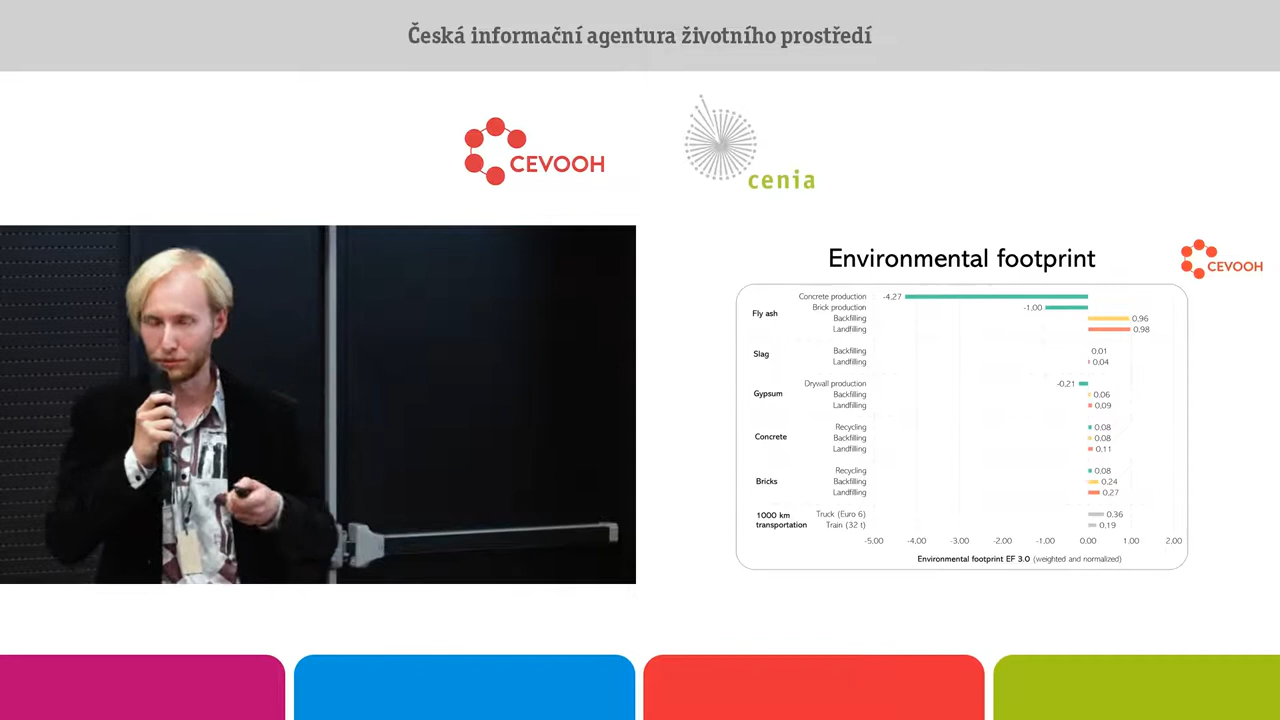 Česká informační agentura životního prostředí
CEVOOH
cenia
Environmental footprint
CEVOOH
Fly ash
Concrete production -4,27
Brick production -1,00
Backfilling 0,96
Landfilling 0,98
Slag
Backfilling 0,01
Landfilling 0,04
Gypsum
Drywall production -0,21
Backfilling 0,06
Landfilling 0,09
Concrete
Recycling 0,08
Backfilling 0,08
Landfilling 0,11
Bricks
Recycling 0,08
Backfilling 0,24
Landfilling 0,27
1000 km
transportation
Truck (Euro 6) 0,36
Train (32 t) 0,19
-5,00 -4,00 -3,00 -2,00 -1,00 0,00 1,00 2,00
Environmental footprint EF 3.0 (weighted and normalized)